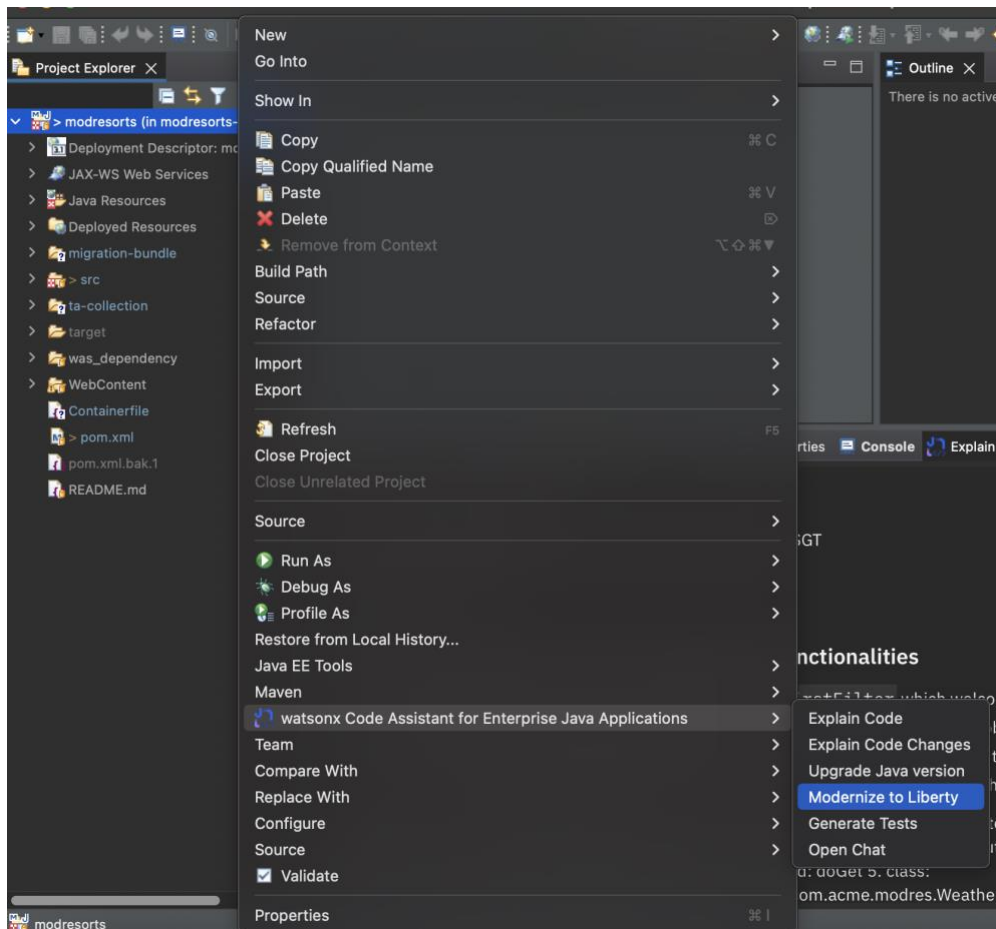 Project Explorer
Outline
There is no active
> modresorts (in modresorts-
Deployment Descriptor: mo
JAX-WS Web Services
Java Resources
Deployed Resources
migration-bundle
> src
ta-collection
target
was_dependency
WebContent
Containerfile
> pom.xml
pom.xml.bak.1
README.md
modresorts
New
Go Into
Show In
Copy ⌘ C
Copy Qualified Name
Paste ⌘ V
Delete ⌦
Remove from Context ⌥⇧⌘▼
Build Path
Source
Refactor
Import
Export
Refresh F5
Close Project
Close Unrelated Project
Source
Run As
Debug As
Profile As
Restore from Local History...
Java EE Tools
Maven
watsonx Code Assistant for Enterprise Java Applications
Team
Compare With
Replace With
Configure
Source
Validate
Properties ⌘ I
Explain Code
Explain Code Changes
Upgrade Java version
Modernize to Liberty
Generate Tests
Open Chat
rties
Console
Explain
GT
nctionalities
d: doGet 5. class:
om.acme.modres.Weathe